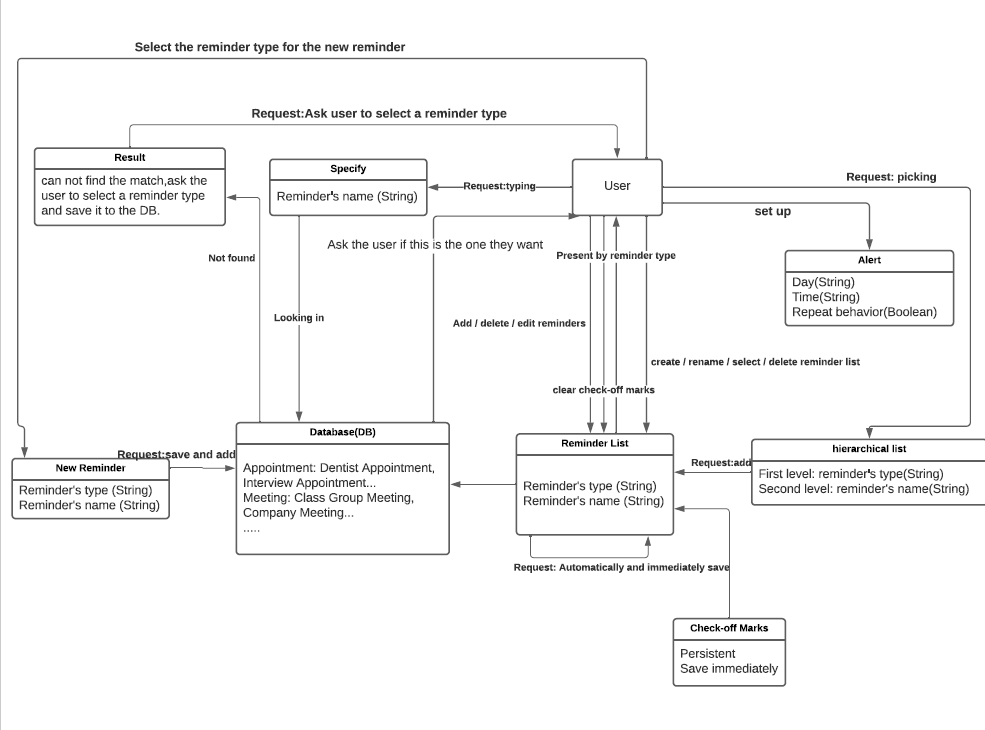 Select the reminder type for the new reminder
Request:Ask user to select a reminder type
Result
can not find the match,ask the
user to select a reminder type
and save it to the DB.
Specify
Reminder's name (String)
Request:typing
User
Request: picking
set up
Alert
Day(String)
Time(String)
Repeat behavior(Boolean)
Not found
Ask the user if this is the one they want
Present by reminder type
Looking in
Add / delete / edit reminders
create / rename / select / delete reminder list
clear check-off marks
Request:save and add
New Reminder
Reminder's type (String)
Reminder's name (String)
Database(DB)
Appointment: Dentist Appointment,
Interview Appointment...
Meeting: Class Group Meeting,
Company Meeting...
.....
Reminder List
Reminder's type (String)
Reminder's name (String)
Request:add
hierarchical list
First level: reminder's type(String)
Second level: reminder's name(String)
Request: Automatically and immediately save
Check-off Marks
Persistent
Save immediately